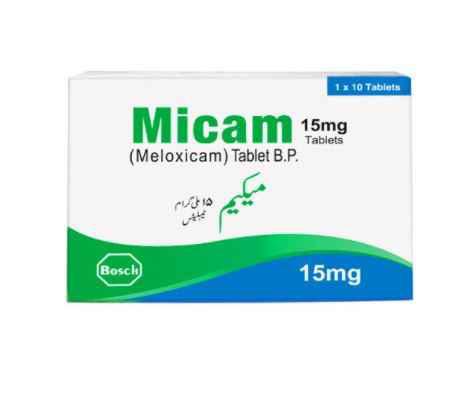 1 x 10 Tablets
Micam 15mg
Tablets
(Meloxicam) Tablet B.P.
میکیم ۱۵ ملی گرام
ٹیبلیٹس
Bosch
15mg